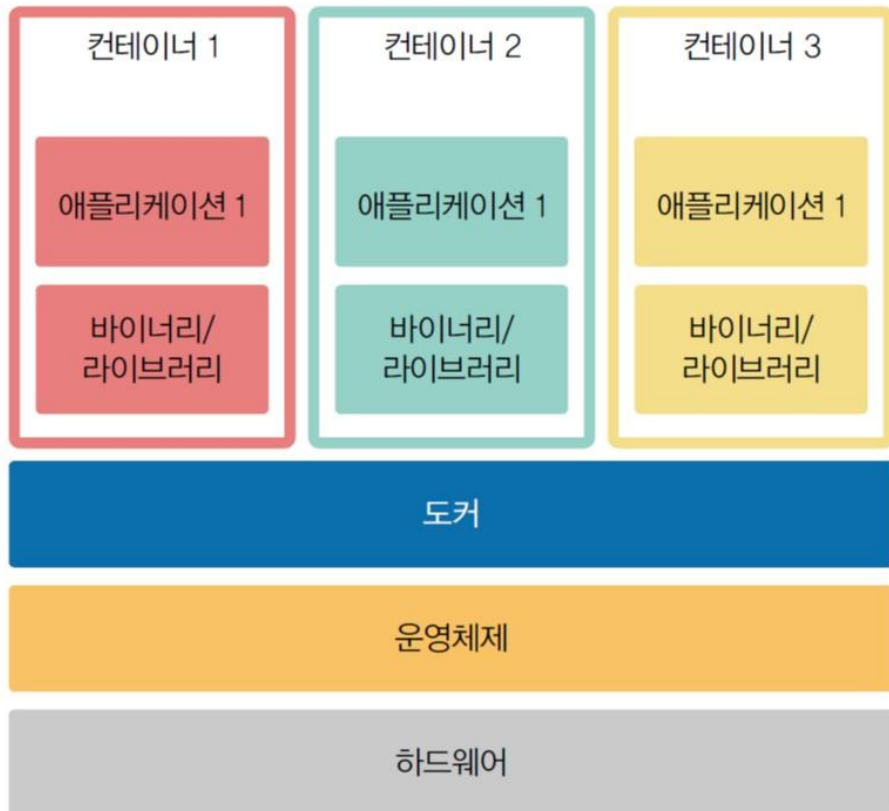 컨테이너 1
컨테이너 2
컨테이너 3
애플리케이션 1
애플리케이션 1
애플리케이션 1
바이너리/
라이브러리
바이너리/
라이브러리
바이너리/
라이브러리
도커
운영체제
하드웨어